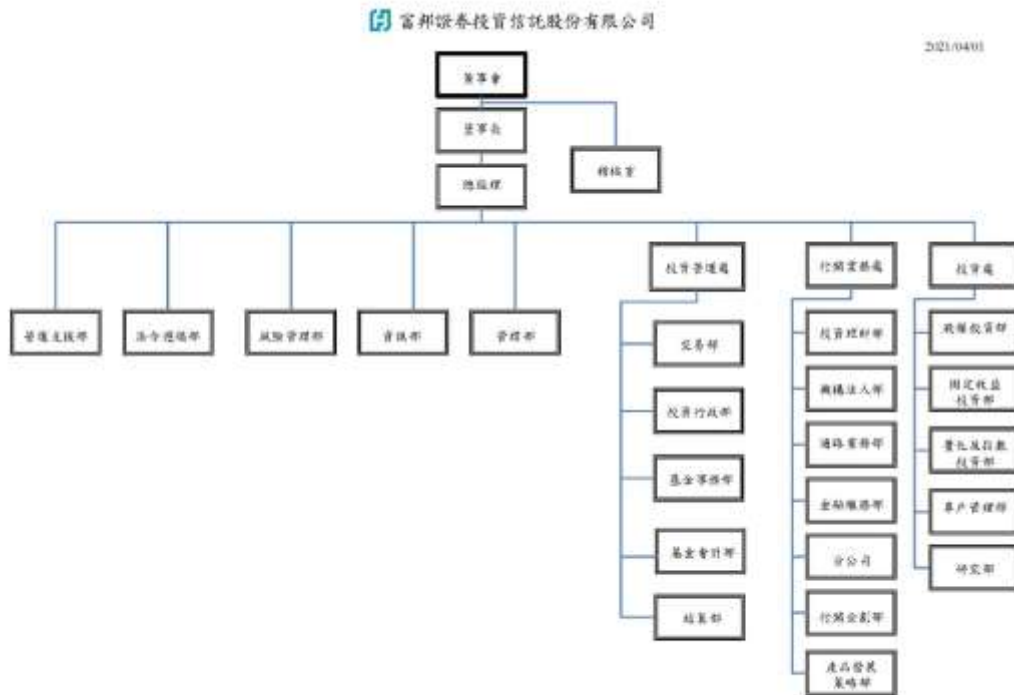 富邦證券投資信託股份有限公司
2021/04/01
董事會
董事長
稽核室
總經理
投資營運處
行銷業務處
投資處
營運支援部
法令遵循部
風險管理部
資訊部
管理部
交易部
投資行政部
基金事務部
基金會計部
結算部
投資理財部
機構法人部
通路業務部
金融服務部
分公司
行銷企劃部
產品發展
策略部
股權投資部
固定收益
投資部
量化及指數
投資部
專戶管理部
研究部